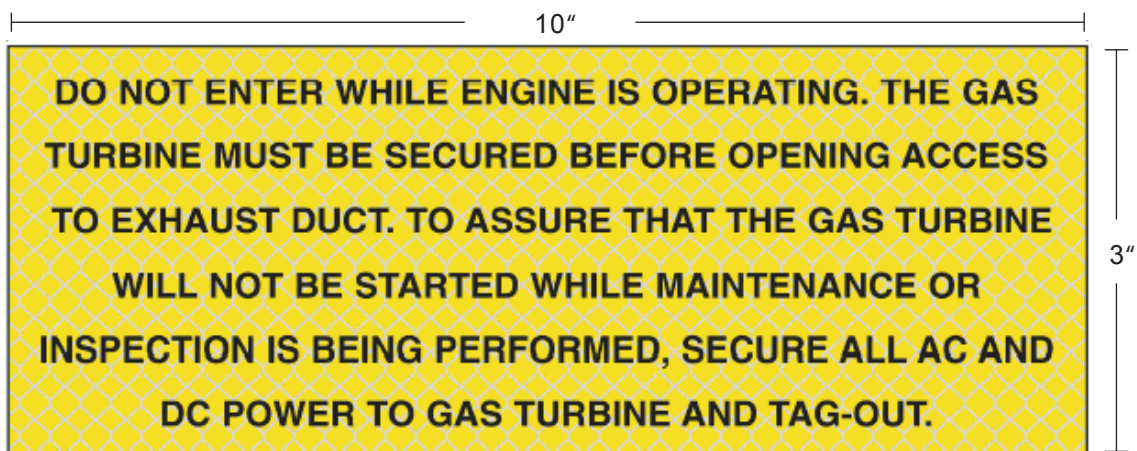 10“
DO NOT ENTER WHILE ENGINE IS OPERATING. THE GAS
TURBINE MUST BE SECURED BEFORE OPENING ACCESS
TO EXHAUST DUCT. TO ASSURE THAT THE GAS TURBINE
3“
WILL NOT BE STARTED WHILE MAINTENANCE OR
INSPECTION IS BEING PERFORMED, SECURE ALL AC AND
DC POWER TO GAS TURBINE AND TAG-OUT.